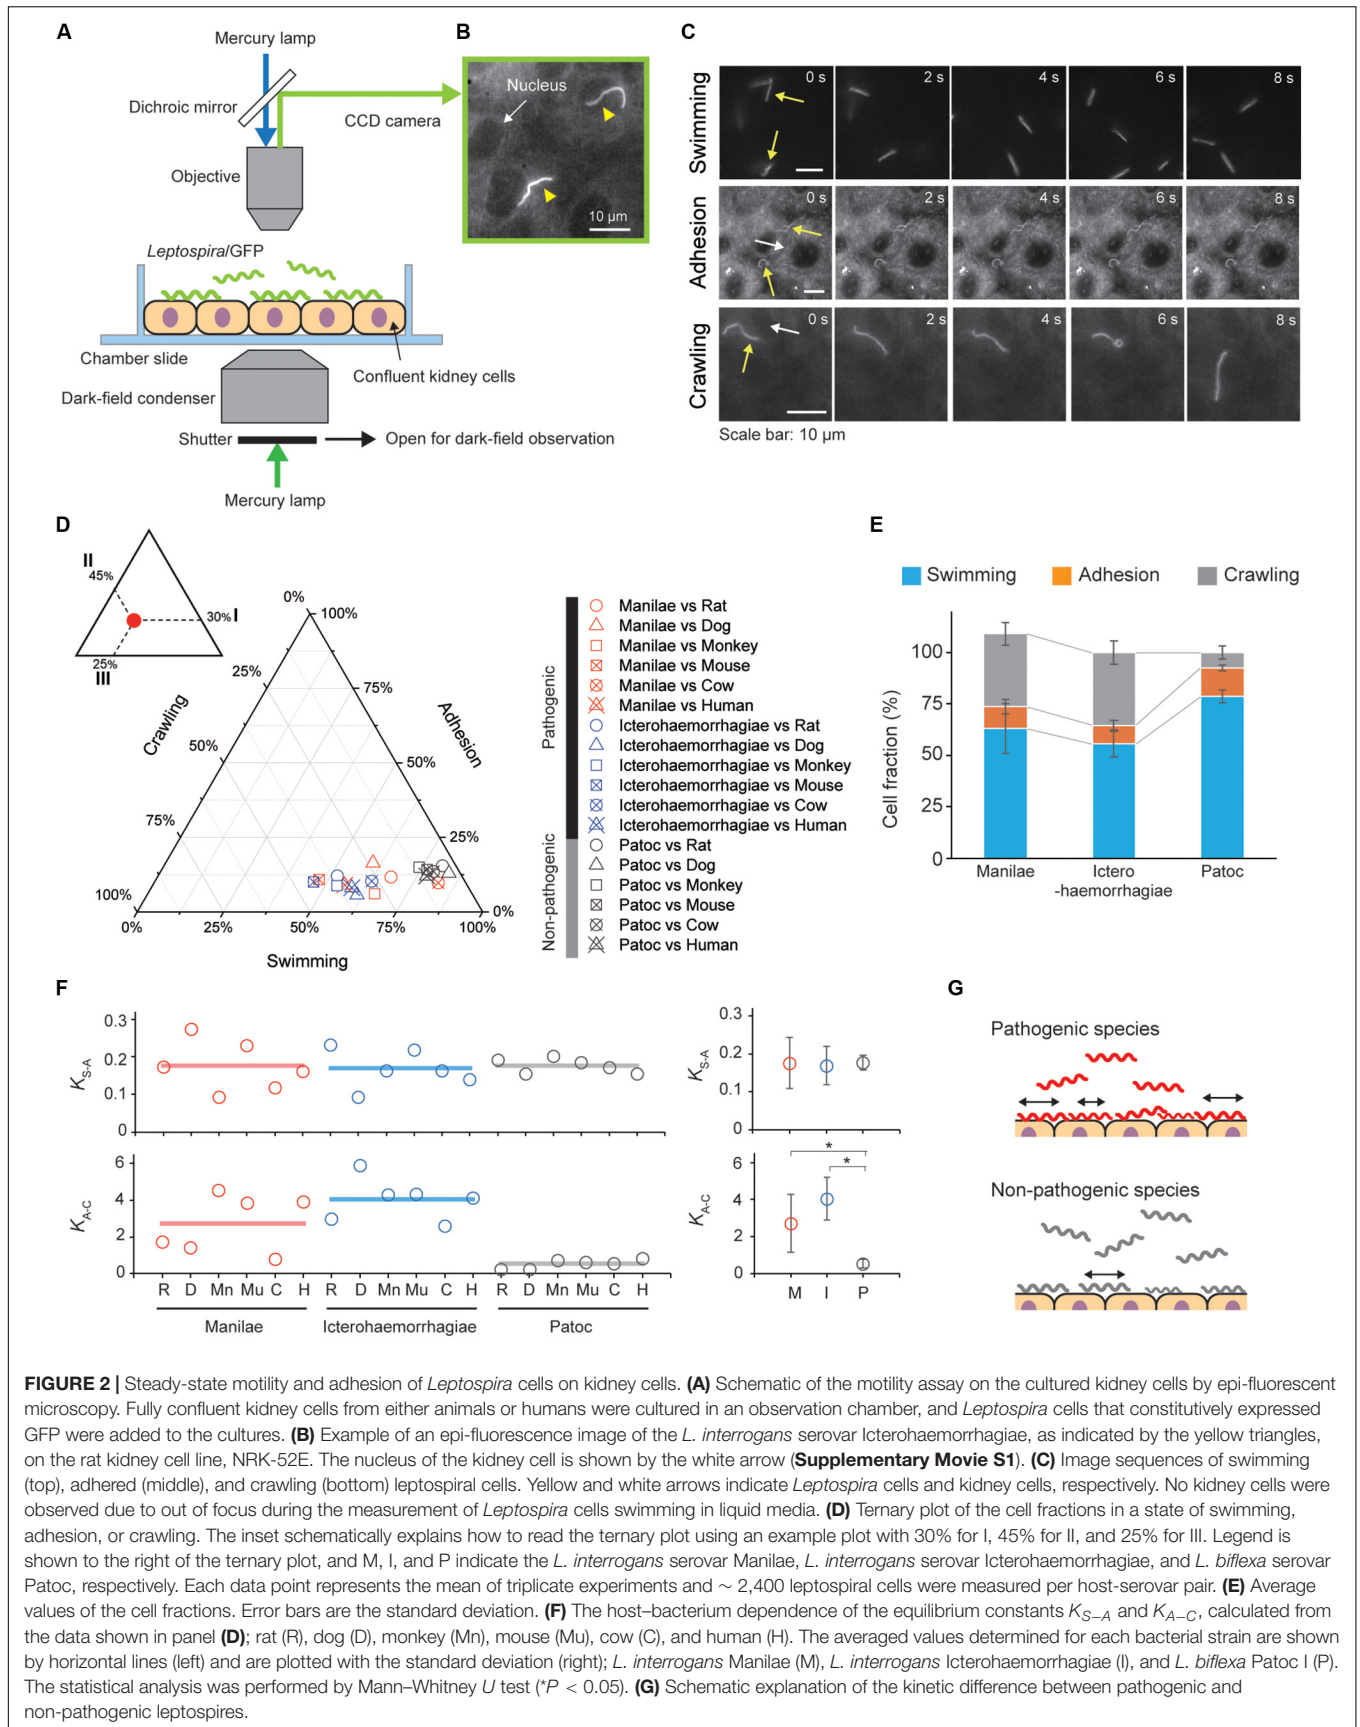 A
Mercury lamp
Dichroic mirror
CCD camera
Objective
Leptospira/GFP
Chamber slide
Confluent kidney cells
Dark-field condenser
Shutter
Open for dark-field observation
Mercury lamp
B
Nucleus
10 µm
C
Swimming
0 s
2 s
4 s
6 s
8 s
Adhesion
0 s
2 s
4 s
6 s
8 s
Crawling
0 s
2 s
4 s
6 s
8 s
Scale bar: 10 µm
D
II
45%
30% I
25%
III
0%
100%
25%
75%
Crawling
Adhesion
50%
50%
75%
25%
100%
0%
0%
25%
50%
75%
100%
Swimming
Pathogenic
Non-pathogenic
Manilae vs Rat
Manilae vs Dog
Manilae vs Monkey
Manilae vs Mouse
Manilae vs Cow
Manilae vs Human
Icterohaemorrhagiae vs Rat
Icterohaemorrhagiae vs Dog
Icterohaemorrhagiae vs Monkey
Icterohaemorrhagiae vs Mouse
Icterohaemorrhagiae vs Cow
Icterohaemorrhagiae vs Human
Patoc vs Rat
Patoc vs Dog
Patoc vs Monkey
Patoc vs Mouse
Patoc vs Cow
Patoc vs Human
E
Swimming
Adhesion
Crawling
Cell fraction (%)
100
75
50
25
0
Manilae
Ictero
-haemorrhagiae
Patoc
F
K S-A
0.3
0.2
0.1
0
K A-C
6
4
2
0
R D Mn Mu C H
R D Mn Mu C H
R D Mn Mu C H
Manilae
Icterohaemorrhagiae
Patoc
K S-A
0.3
0.2
0.1
0
K A-C
6
4
2
0
*
*
M I P
G
Pathogenic species
Non-pathogenic species
FIGURE 2 | Steady-state motility and adhesion of Leptospira cells on kidney cells. (A) Schematic of the motility assay on the cultured kidney cells by epi-fluorescent
microscopy. Fully confluent kidney cells from either animals or humans were cultured in an observation chamber, and Leptospira cells that constitutively expressed
GFP were added to the cultures. (B) Example of an epi-fluorescence image of the L. interrogans serovar Icterohaemorrhagiae, as indicated by the yellow triangles,
on the rat kidney cell line, NRK-52E. The nucleus of the kidney cell is shown by the white arrow (Supplementary Movie S1). (C) Image sequences of swimming
(top), adhered (middle), and crawling (bottom) leptospiral cells. Yellow and white arrows indicate Leptospira cells and kidney cells, respectively. No kidney cells were
observed due to out of focus during the measurement of Leptospira cells swimming in liquid media. (D) Ternary plot of the cell fractions in a state of swimming,
adhesion, or crawling. The inset schematically explains how to read the ternary plot using an example plot with 30% for I, 45% for II, and 25% for III. Legend is
shown to the right of the ternary plot, and M, I, and P indicate the L. interrogans serovar Manilae, L. interrogans serovar Icterohaemorrhagiae, and L. biflexa serovar
Patoc, respectively. Each data point represents the mean of triplicate experiments and ∼ 2,400 leptospiral cells were measured per host-serovar pair. (E) Average
values of the cell fractions. Error bars are the standard deviation. (F) The host–bacterium dependence of the equilibrium constants K S−A and K A−C, calculated from
the data shown in panel (D); rat (R), dog (D), monkey (Mn), mouse (Mu), cow (C), and human (H). The averaged values determined for each bacterial strain are shown
by horizontal lines (left) and are plotted with the standard deviation (right); L. interrogans Manilae (M), L. interrogans Icterohaemorrhagiae (I), and L. biflexa Patoc I (P).
The statistical analysis was performed by Mann–Whitney U test (*P < 0.05). (G) Schematic explanation of the kinetic difference between pathogenic and
non-pathogenic leptospires.